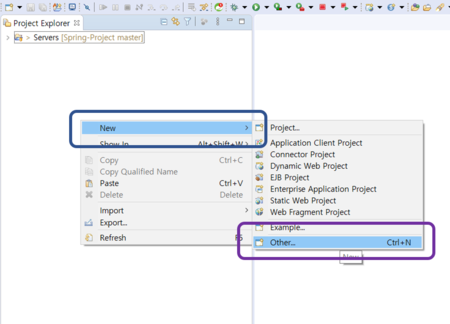 Project Explorer
Servers [Spring-Project master]
New
Show In Alt+Shift+W
Copy Ctrl+C
Copy Qualified Name
Paste Ctrl+V
Delete Delete
Import
Export...
Refresh F5
Project...
Application Client Project
Connector Project
Dynamic Web Project
EJB Project
Enterprise Application Project
Static Web Project
Web Fragment Project
Example...
Other... Ctrl+N
New